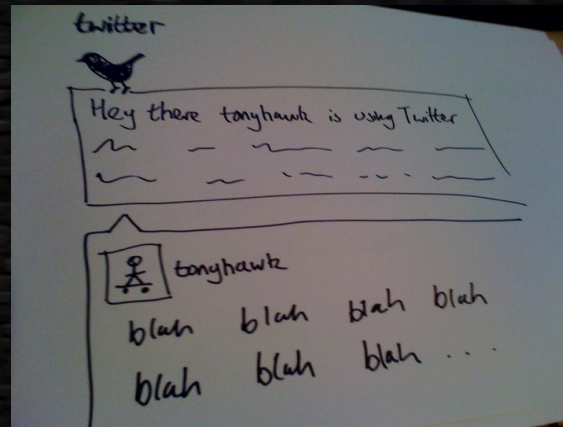 twitter
Hey there tonyhawk is using Twitter
tonyhawk
blah blah blah blah
blah blah blah ....